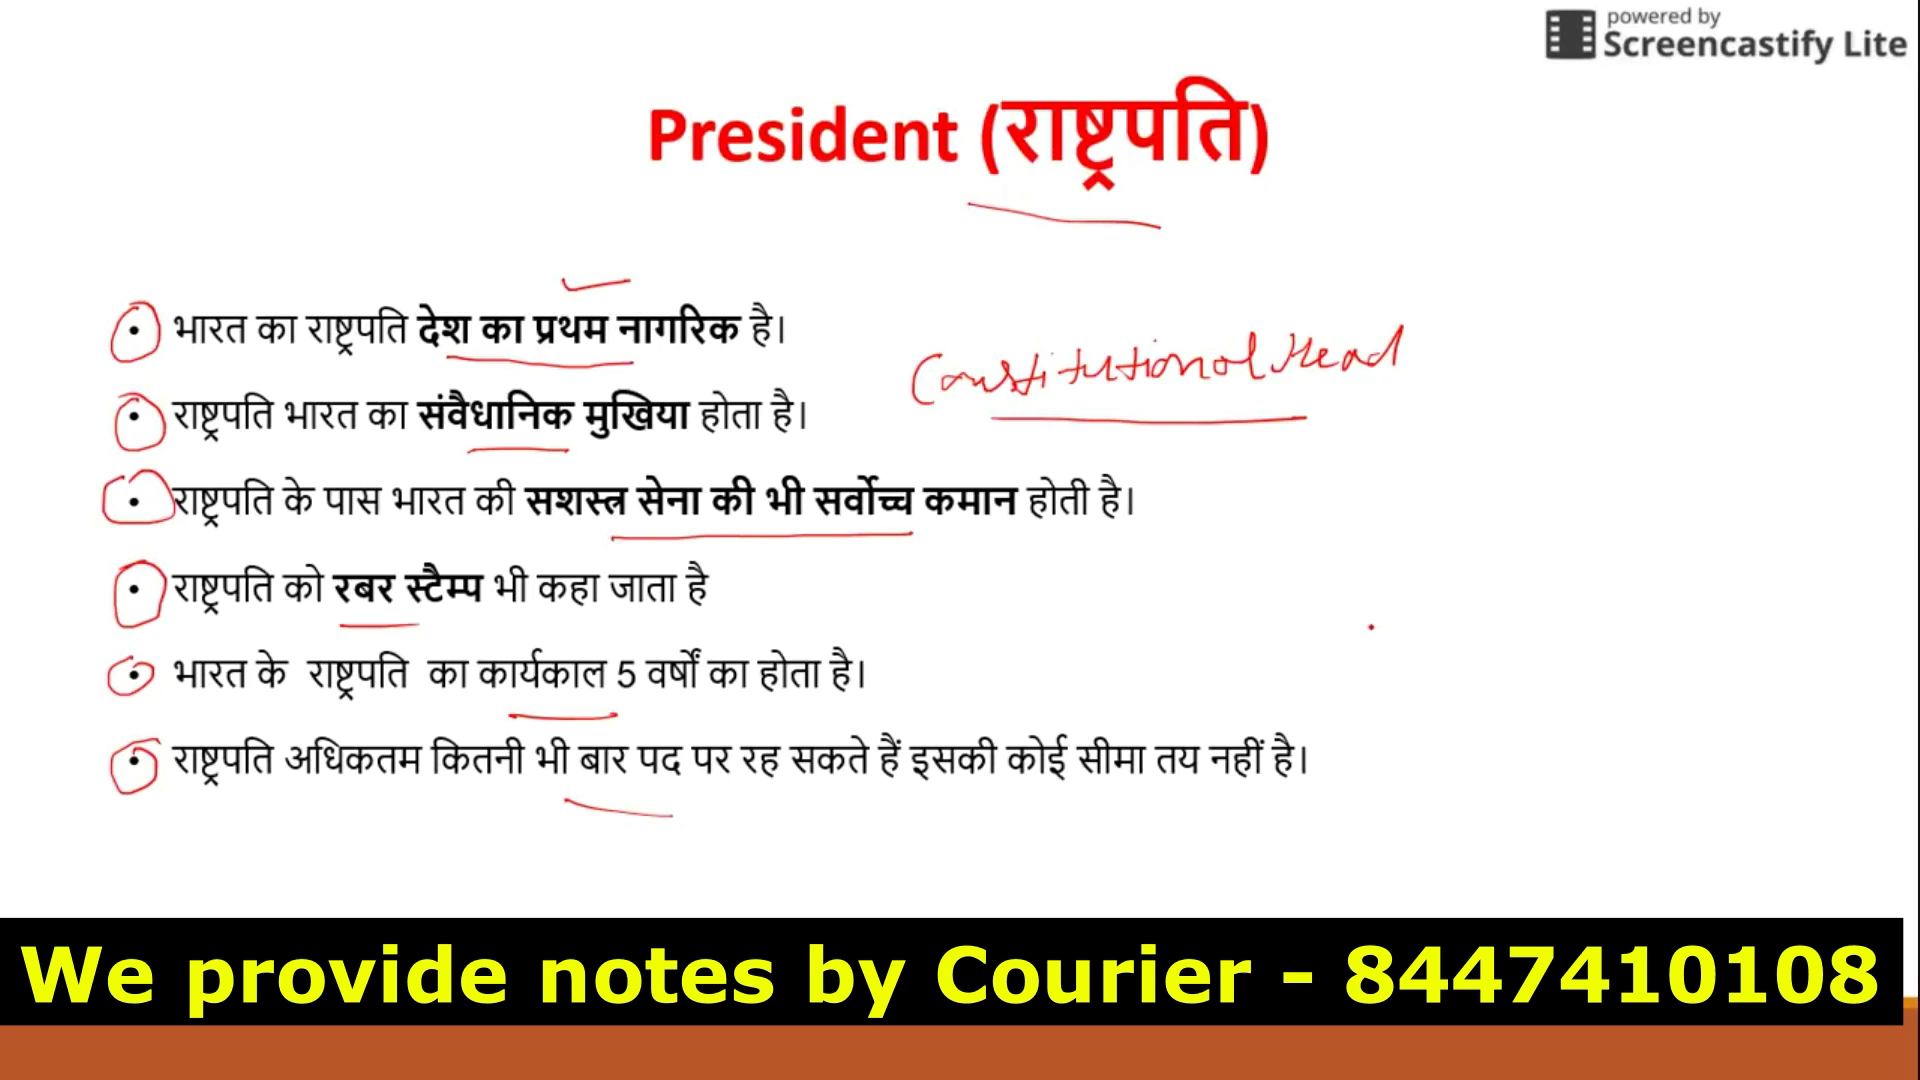 powered by
Screencastify Lite
President (राष्ट्रपति)
• भारत का राष्ट्रपति देश का प्रथम नागरिक है।
Constitutional Head
• राष्ट्रपति भारत का संवैधानिक मुखिया होता है।
• राष्ट्रपति के पास भारत की सशस्त्र सेना की भी सर्वोच्च कमान होती है।
• राष्ट्रपति को रबर स्टैम्प भी कहा जाता है
• भारत के राष्ट्रपति का कार्यकाल 5 वर्षों का होता है।
• राष्ट्रपति अधिकतम कितनी भी बार पद पर रह सकते हैं इसकी कोई सीमा तय नहीं है।
We provide notes by Courier - 8447410108